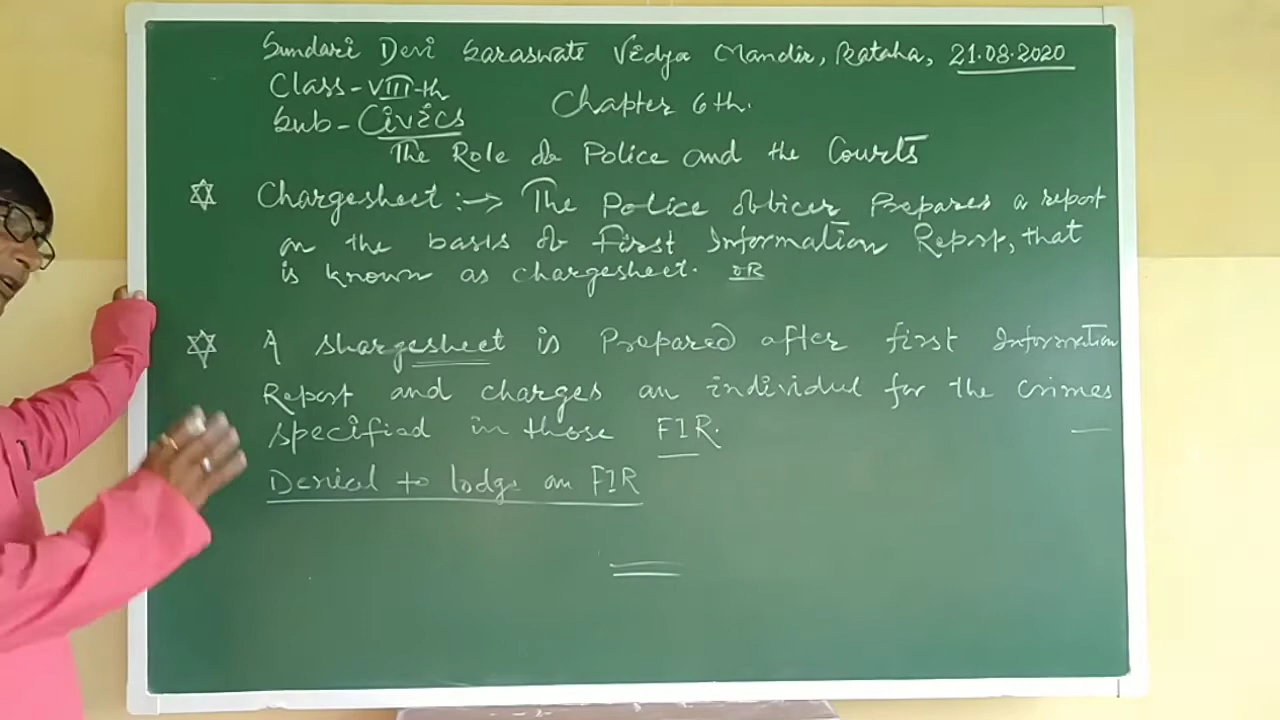 Sundari Devi Saraswati Vidya Mandir, Rataha, 21.08.2020
Class-VIII-th
Chapter 6th.
Sub-Civics
The Role of Police and the Courts
Chargesheet :-> The Police officer Prepares a report
on the basis of First Information Report, that
is known as chargesheet. OR
A shargesheet is Prepared after first Information
Report and charges an individul for the crimes
specified in those FIR.
Denial to lodge an FIR